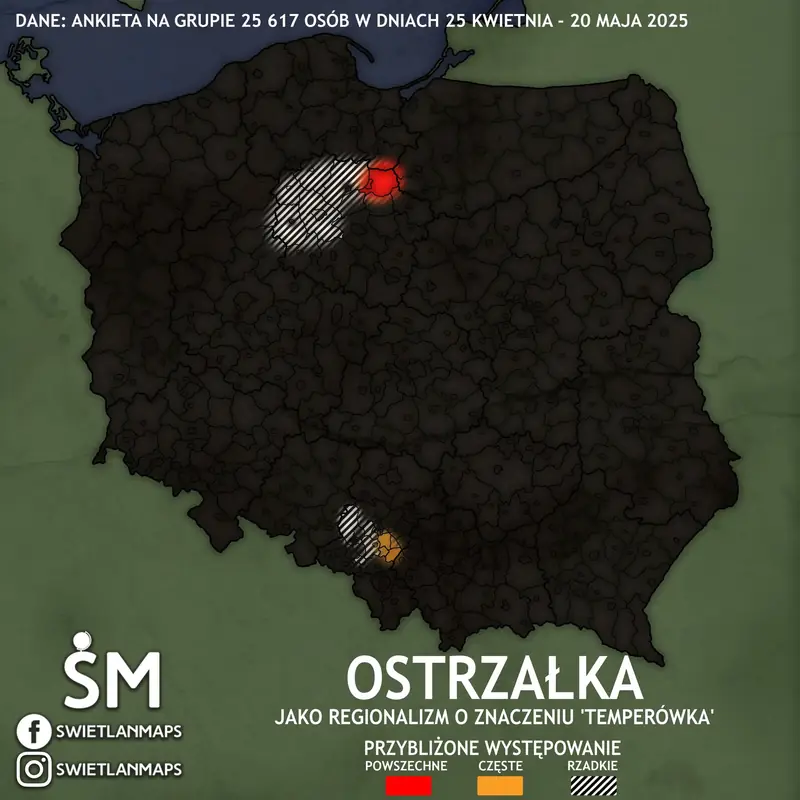 DANE: ANKIETA NA GRUPIE 25 617 OSÓB W DNIACH 25 KWIETNIA - 20 MAJA 2025
ŚM
SWIETLANMAPS
SWIETLANMAPS
OSTRZAŁKA
JAKO REGIONALIZM O ZNACZENIU 'TEMPERÓWKA'
PRZYBLIŻONE WYSTĘPOWANIE
POWSZECHNE CZĘSTE RZADKIE